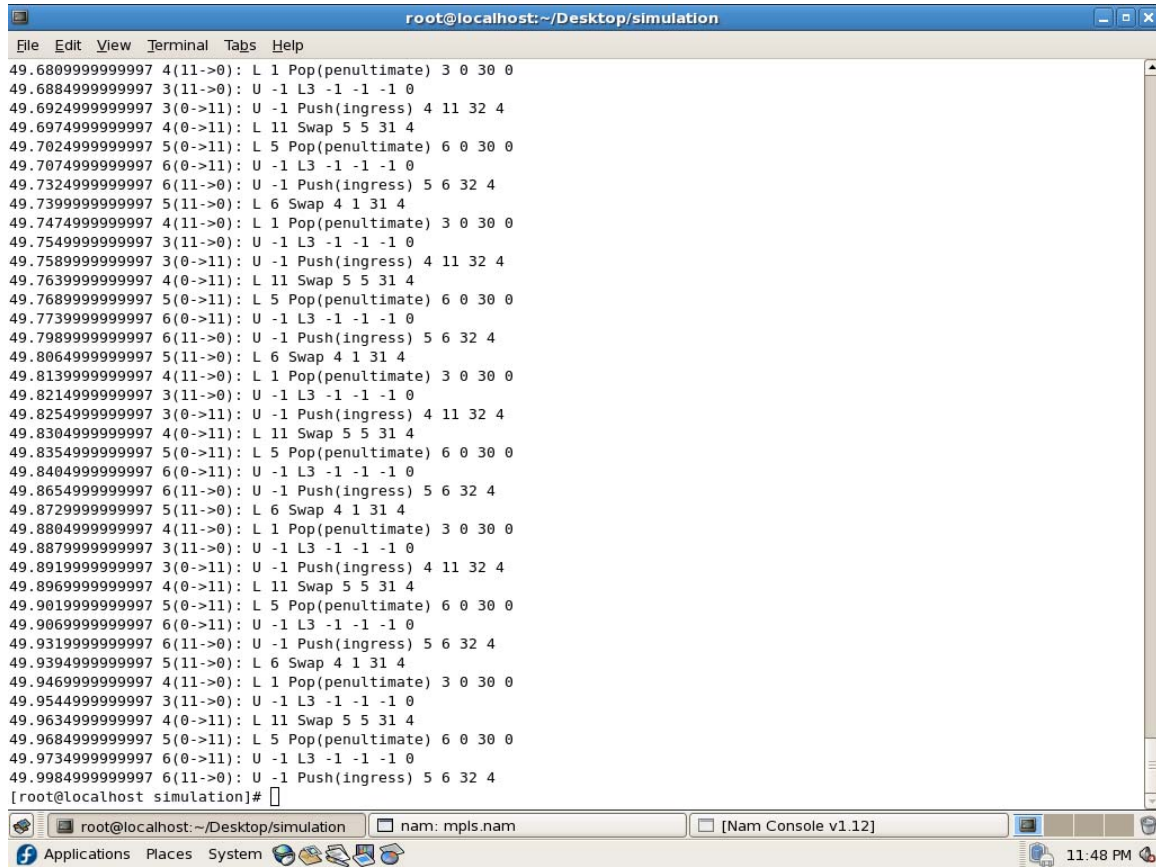 root@localhost:~/Desktop/simulation
File Edit View Terminal Tabs Help
49.6809999999997 4(11->0): L 1 Pop(penultimate) 3 0 30 0
49.6884999999997 3(11->0): U -1 L3 -1 -1 -1 0
49.6924999999997 3(0->11): U -1 Push(ingress) 4 11 32 4
49.6974999999997 4(0->11): L 11 Swap 5 5 31 4
49.7024999999997 5(0->11): L 5 Pop(penultimate) 6 0 30 0
49.7074999999997 6(0->11): U -1 L3 -1 -1 -1 0
49.7324999999997 6(11->0): U -1 Push(ingress) 5 6 32 4
49.7399999999997 5(11->0): L 6 Swap 4 1 31 4
49.7474999999997 4(11->0): L 1 Pop(penultimate) 3 0 30 0
49.7549999999997 3(11->0): U -1 L3 -1 -1 -1 0
49.7589999999997 3(0->11): U -1 Push(ingress) 4 11 32 4
49.7639999999997 4(0->11): L 11 Swap 5 5 31 4
49.7689999999997 5(0->11): L 5 Pop(penultimate) 6 0 30 0
49.7739999999997 6(0->11): U -1 L3 -1 -1 -1 0
49.7989999999997 6(11->0): U -1 Push(ingress) 5 6 32 4
49.8064999999997 5(11->0): L 6 Swap 4 1 31 4
49.8139999999997 4(11->0): L 1 Pop(penultimate) 3 0 30 0
49.8214999999997 3(11->0): U -1 L3 -1 -1 -1 0
49.8254999999997 3(0->11): U -1 Push(ingress) 4 11 32 4
49.8304999999997 4(0->11): L 11 Swap 5 5 31 4
49.8354999999997 5(0->11): L 5 Pop(penultimate) 6 0 30 0
49.8404999999997 6(0->11): U -1 L3 -1 -1 -1 0
49.8654999999997 6(11->0): U -1 Push(ingress) 5 6 32 4
49.8729999999997 5(11->0): L 6 Swap 4 1 31 4
49.8804999999997 4(11->0): L 1 Pop(penultimate) 3 0 30 0
49.8879999999997 3(11->0): U -1 L3 -1 -1 -1 0
49.8919999999997 3(0->11): U -1 Push(ingress) 4 11 32 4
49.8969999999997 4(0->11): L 11 Swap 5 5 31 4
49.9019999999997 5(0->11): L 5 Pop(penultimate) 6 0 30 0
49.9069999999997 6(0->11): U -1 L3 -1 -1 -1 0
49.9319999999997 6(11->0): U -1 Push(ingress) 5 6 32 4
49.9394999999997 5(11->0): L 6 Swap 4 1 31 4
49.9469999999997 4(11->0): L 1 Pop(penultimate) 3 0 30 0
49.9544999999997 3(11->0): U -1 L3 -1 -1 -1 0
49.9634999999997 4(0->11): L 11 Swap 5 5 31 4
49.9684999999997 5(0->11): L 5 Pop(penultimate) 6 0 30 0
49.9734999999997 6(0->11): U -1 L3 -1 -1 -1 0
49.9984999999997 6(11->0): U -1 Push(ingress) 5 6 32 4
[root@localhost simulation]#
root@localhost:~/Desktop/simulation nam: mpls.nam [Nam Console v1.12]
Applications Places System 11:48 PM